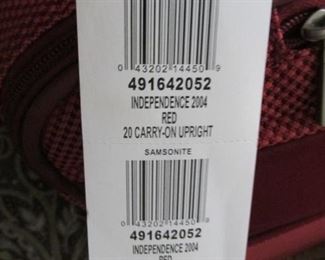 0 43202 14450 9
491642052
INDEPENDENCE 2004
RED
20 CARRY-ON UPRIGHT
SAMSONITE
0 43202 14450 9
491642052
INDEPENDENCE 2004
RED